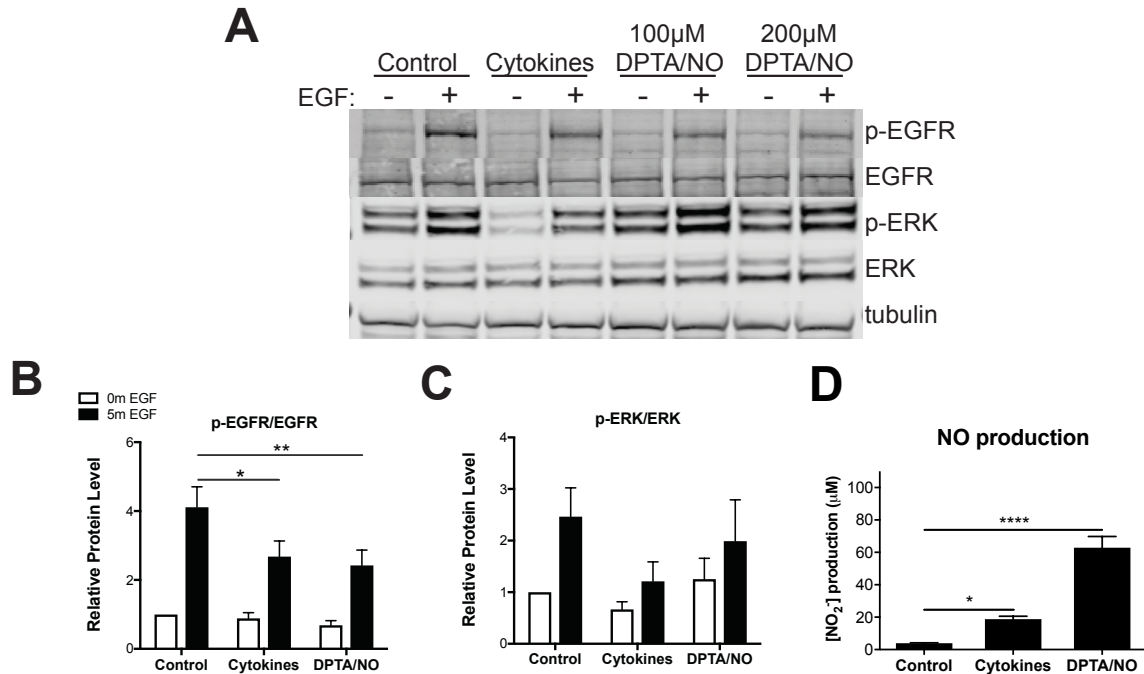 A
100µM 200µM
Control Cytokines DPTA/NO DPTA/NO
EGF: - + - + - + - +
p-EGFR
EGFR
p-ERK
ERK
tubulin
B
0m EGF
5m EGF
p-EGFR/EGFR
Relative Protein Level
6
4
2
0
**
*
Control Cytokines DPTA/NO
C
p-ERK/ERK
Relative Protein Level
4
3
2
1
0
Control Cytokines DPTA/NO
D
NO production
[NO₂⁻] production (µM)
100
80
60
40
20
0
****
*
Control Cytokines DPTA/NO